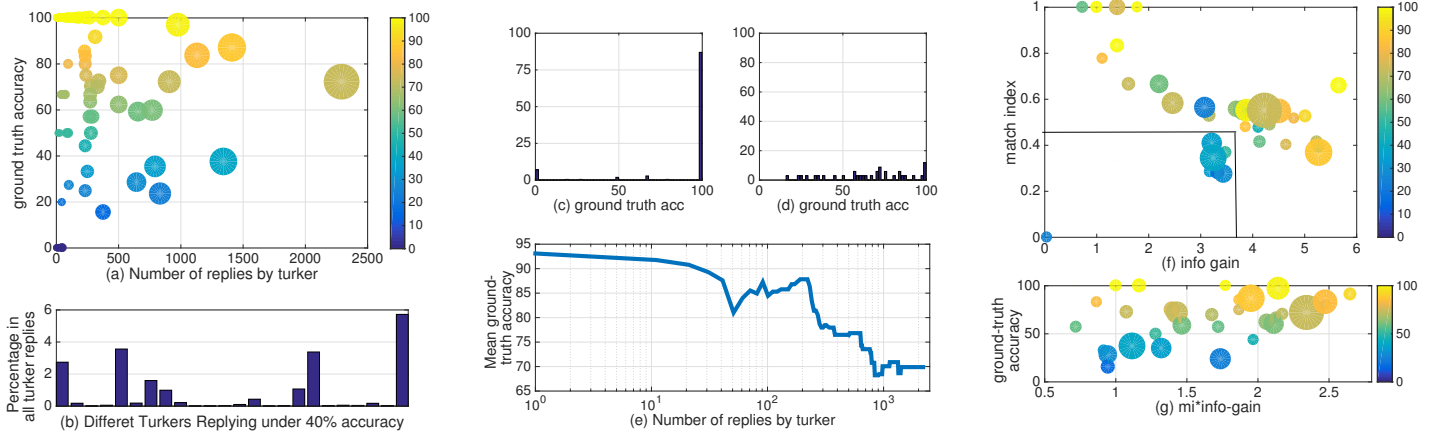 100
80
60
40
20
0
ground truth accuracy
0 500 1000 1500 2000 2500
(a) Number of replies by turker
100
90
80
70
60
50
40
30
20
10
0
6
4
2
0
Percentage in
all turker replies
(b) Differet Turkers Replying under 40% accuracy
100
75
50
25
0
0 50 100
(c) ground truth acc
100
80
60
40
20
0
0 50 100
(d) ground truth acc
95
90
85
80
75
70
65
Mean ground-
truth accuracy
10^0 10^1 10^2 10^3
(e) Number of replies by turker
1
0.8
0.6
0.4
0.2
0
match index
0 1 2 3 4 5 6
(f) info gain
100
90
80
70
60
50
40
30
20
10
0
100
50
0
ground-truth
accuracy
0.5 1 1.5 2 2.5
(g) mi*info-gain
100
50
0